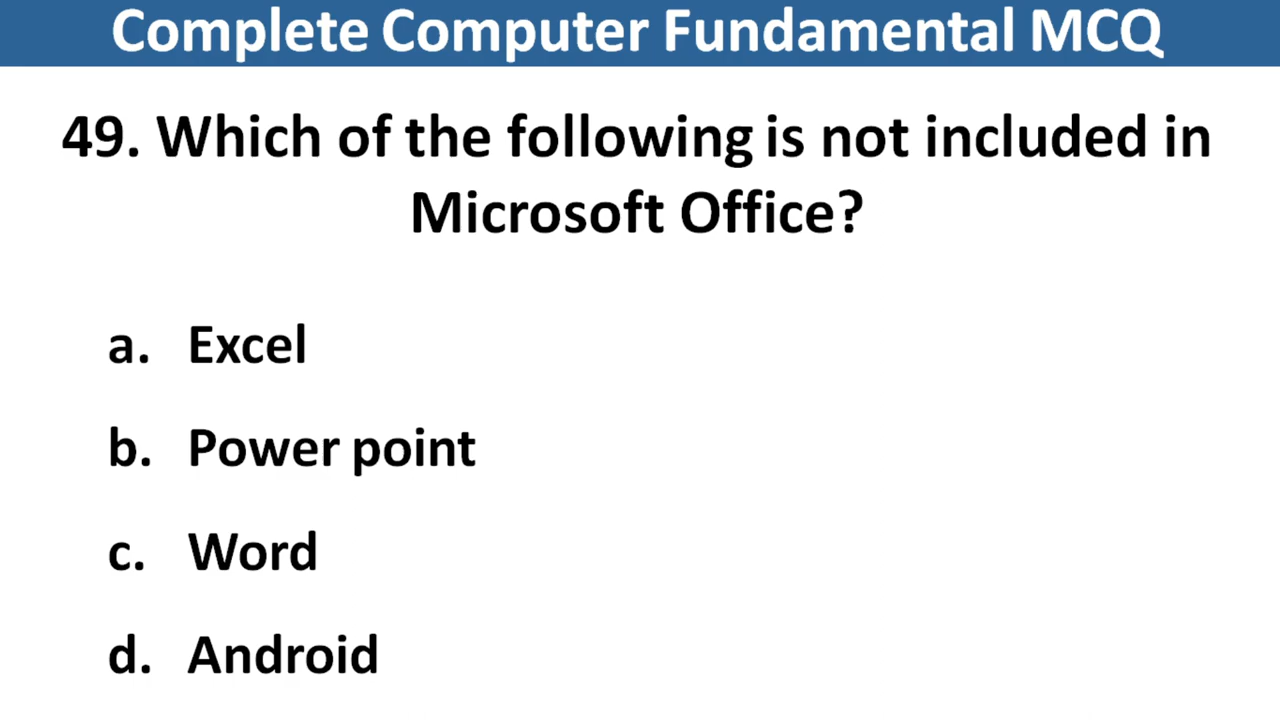 Complete Computer Fundamental MCQ
49. Which of the following is not included in
Microsoft Office?
a. Excel
b. Power point
c. Word
d. Android